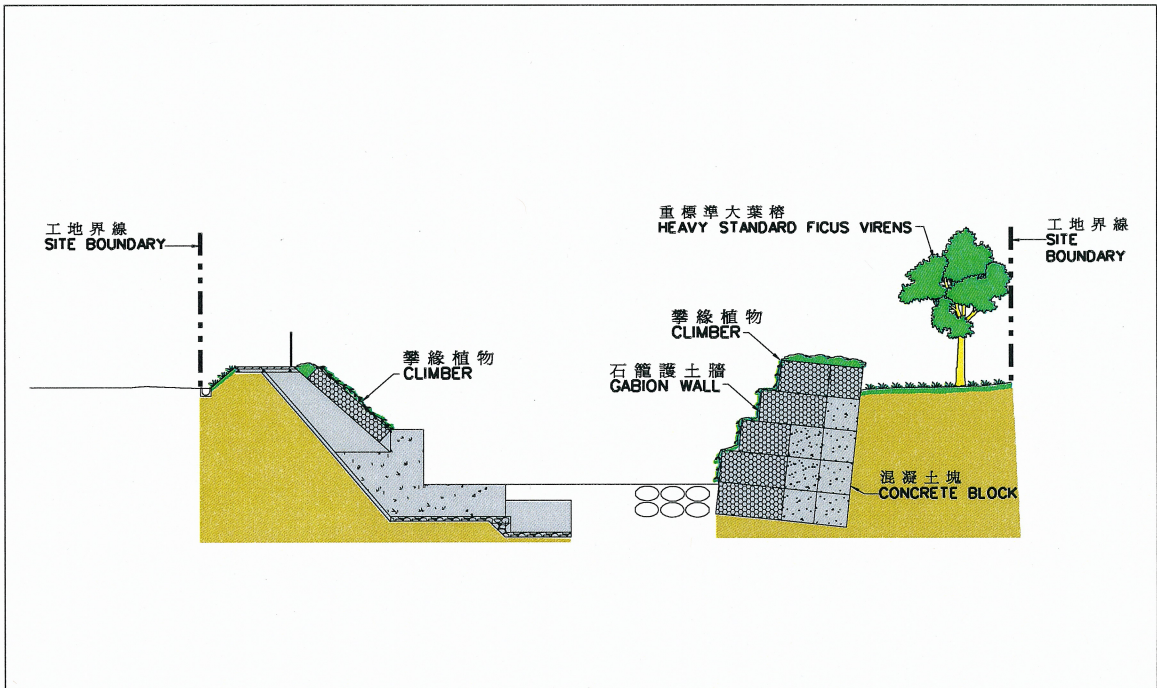 工地界線
SITE BOUNDARY
重標準大葉榕
HEAVY STANDARD FICUS VIRENS
工地界線
SITE
BOUNDARY
攀緣植物
CLIMBER
攀緣植物
CLIMBER
石籠護土牆
GABION WALL
混凝土塊
CONCRETE BLOCK